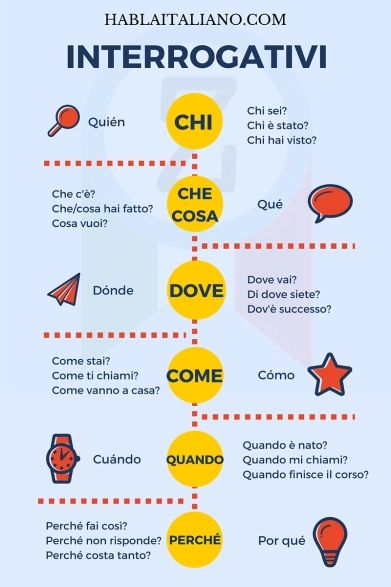 HABLAITALIANO.COM
INTERROGATIVI
Quién
CHI
Chi sei?
Chi è stato?
Chi hai visto?
Che c'è?
Che/cosa hai fatto?
Cosa vuoi?
CHE
COSA
Qué
Dónde
DOVE
Dove vai?
Di dove siete?
Dov'è successo?
Come stai?
Come ti chiami?
Come vanno a casa?
COME
Cómo
Cuándo
QUANDO
Quando è nato?
Quando mi chiami?
Quando finisce il corso?
Perché fai così?
Perché non risponde?
Perché costa tanto?
PERCHÉ
Por qué